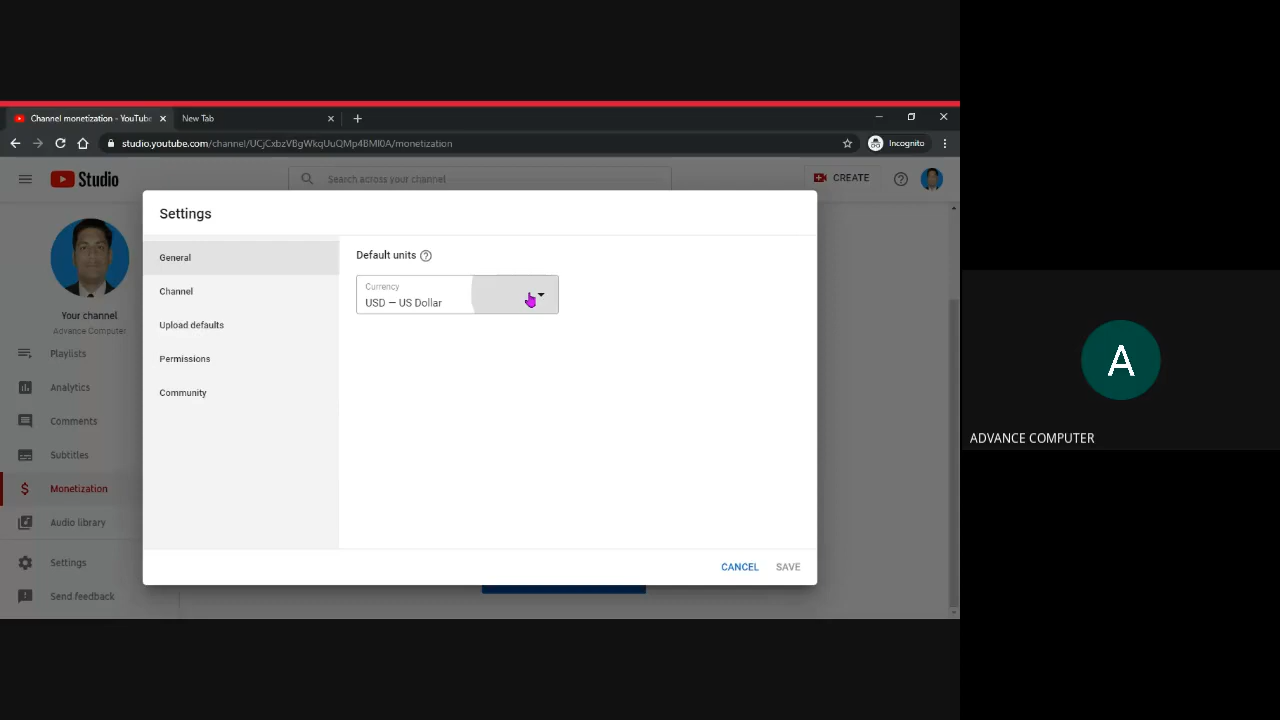 Channel monetization - YouTube
New Tab
studio.youtube.com/channel/UCjCxbzVBgWkqUuQMp4BMI0A/monetization
Incognito
Studio
Search across your channel
CREATE
Settings
General
Channel
Upload defaults
Permissions
Community
Default units
Currency
USD — US Dollar
CANCEL
SAVE
Your channel
Advance Computer
Playlists
Analytics
Comments
Subtitles
Monetization
Audio library
Settings
Send feedback
A
ADVANCE COMPUTER